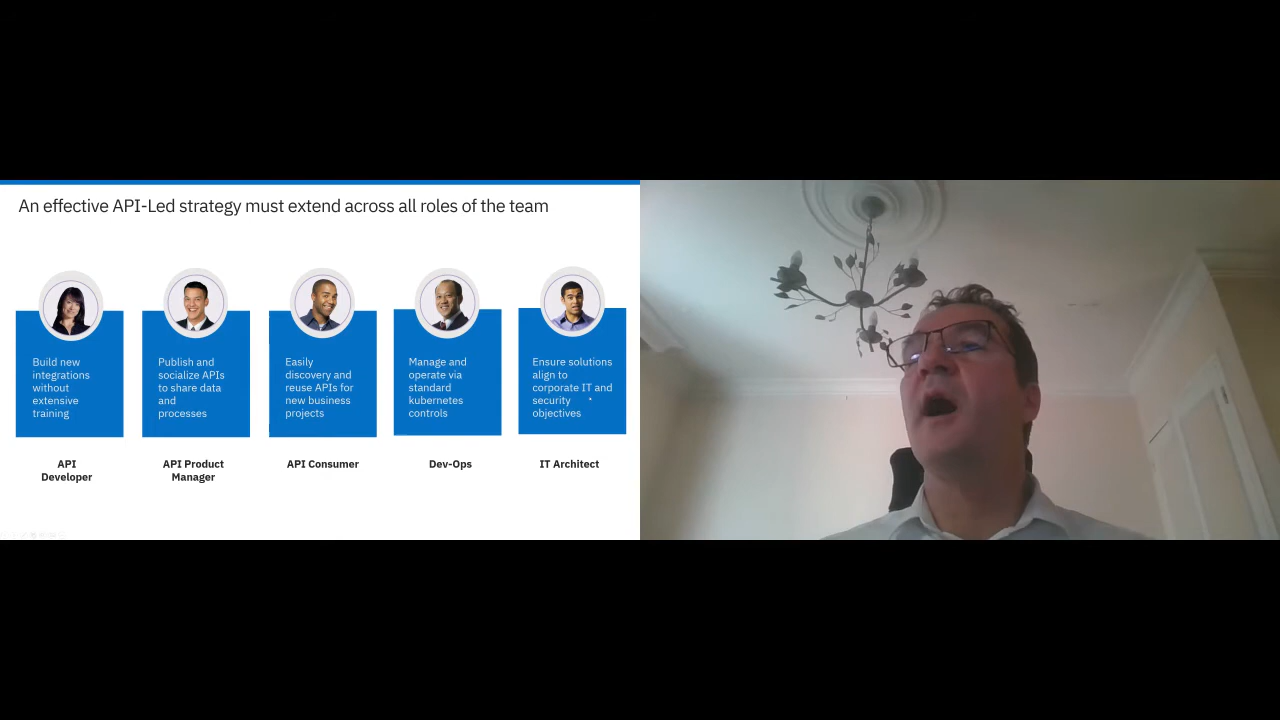 An effective API-Led strategy must extend across all roles of the team
Build new
integrations
without
extensive
training
API
Developer
Publish and
socialize APIs
to share data
and
processes
API Product
Manager
Easily
discovery and
reuse APIs for
new business
projects
API Consumer
Manage and
operate via
standard
kubernetes
controls
Dev-Ops
Ensure solutions
align to
corporate IT and
security
objectives
IT Architect